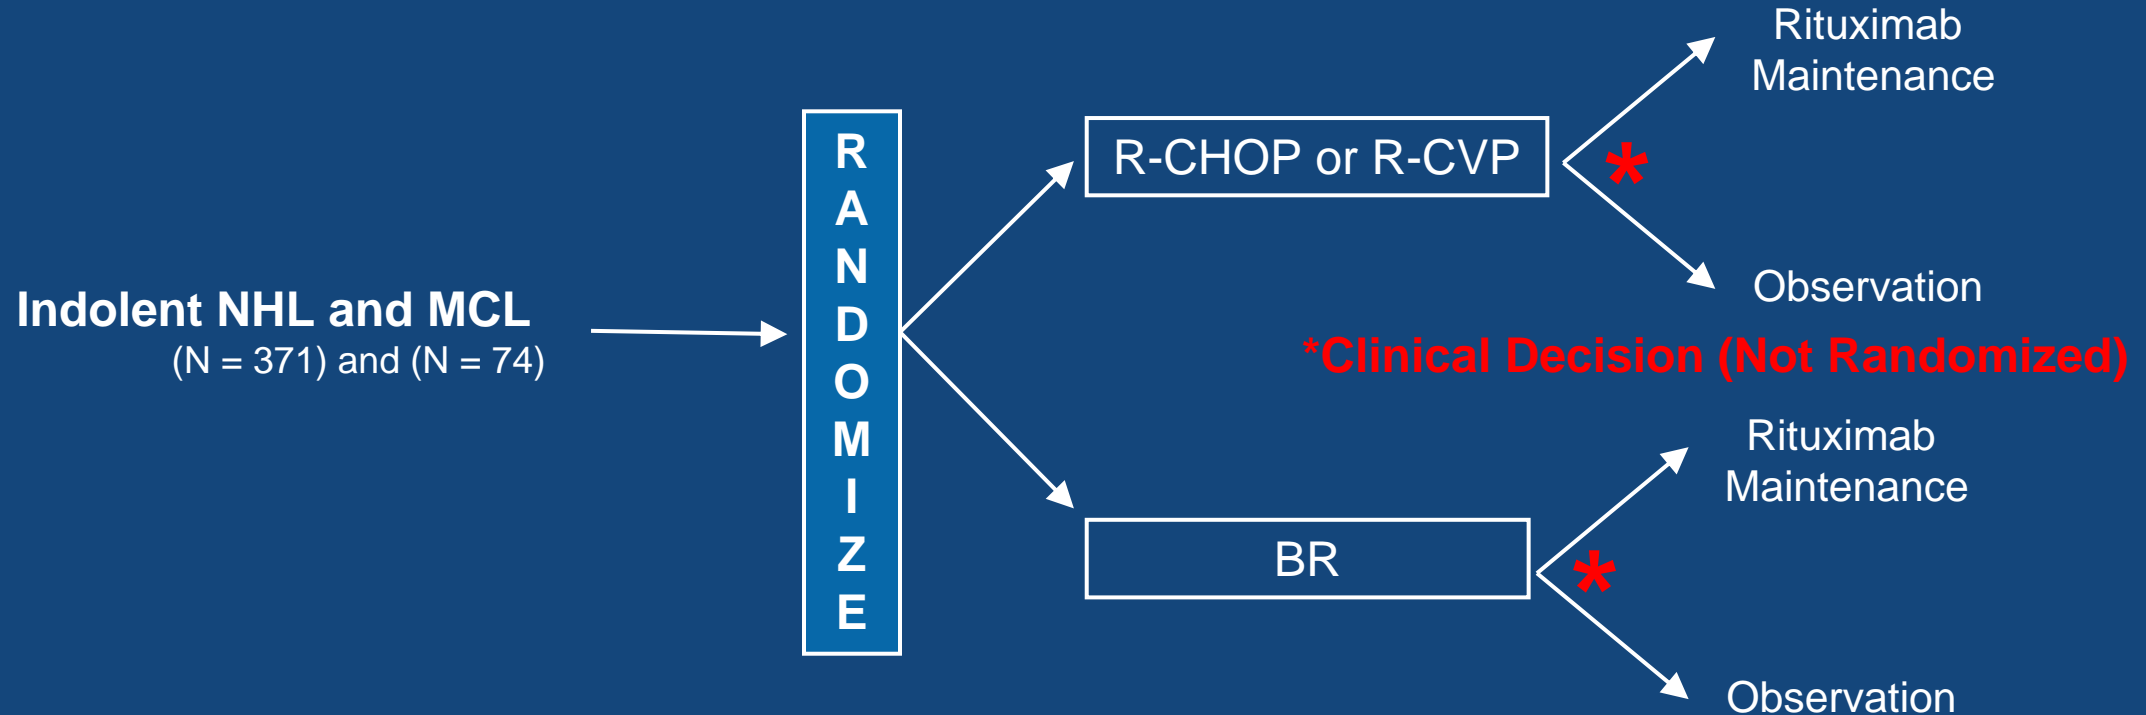 Indolent NHL and MCL
(N = 371) and (N = 74)
R
A
N
D
O
M
I
Z
E
R-CHOP or R-CVP
*
Rituximab
Maintenance
Observation
*Clinical Decision (Not Randomized)
BR
*
Rituximab
Maintenance
Observation